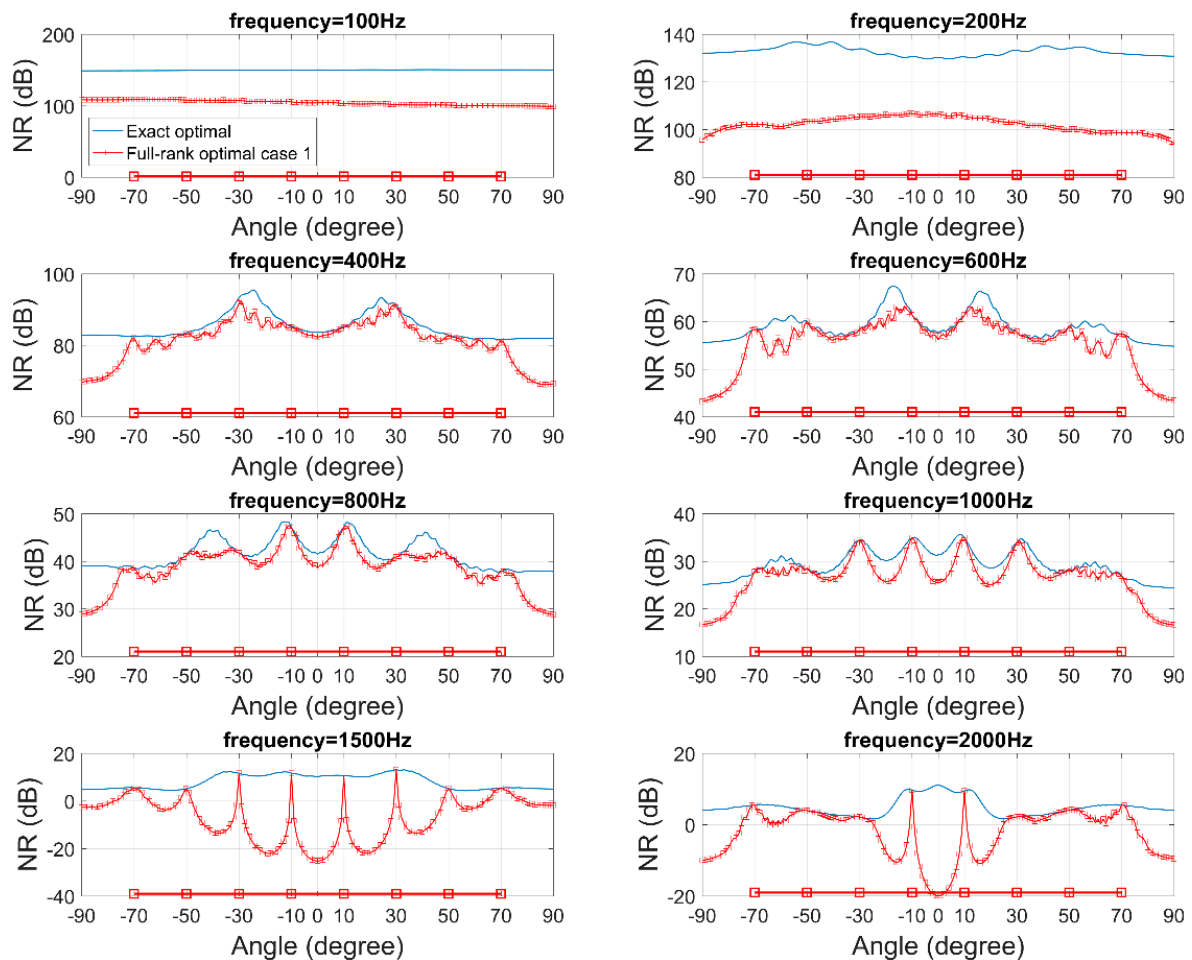 frequency=100Hz
200
100
0
NR (dB)
Exact optimal
Full-rank optimal case 1
-90 -70 -50 -30 -10 0 10 30 50 70 90
Angle (degree)
frequency=200Hz
140
120
100
80
NR (dB)
-90 -70 -50 -30 -10 0 10 30 50 70 90
Angle (degree)
frequency=400Hz
100
80
60
NR (dB)
-90 -70 -50 -30 -10 0 10 30 50 70 90
Angle (degree)
frequency=600Hz
70
60
50
40
NR (dB)
-90 -70 -50 -30 -10 0 10 30 50 70 90
Angle (degree)
frequency=800Hz
50
40
30
20
NR (dB)
-90 -70 -50 -30 -10 0 10 30 50 70 90
Angle (degree)
frequency=1000Hz
40
30
20
10
NR (dB)
-90 -70 -50 -30 -10 0 10 30 50 70 90
Angle (degree)
frequency=1500Hz
20
0
-20
-40
NR (dB)
-90 -70 -50 -30 -10 0 10 30 50 70 90
Angle (degree)
frequency=2000Hz
20
0
-20
NR (dB)
-90 -70 -50 -30 -10 0 10 30 50 70 90
Angle (degree)